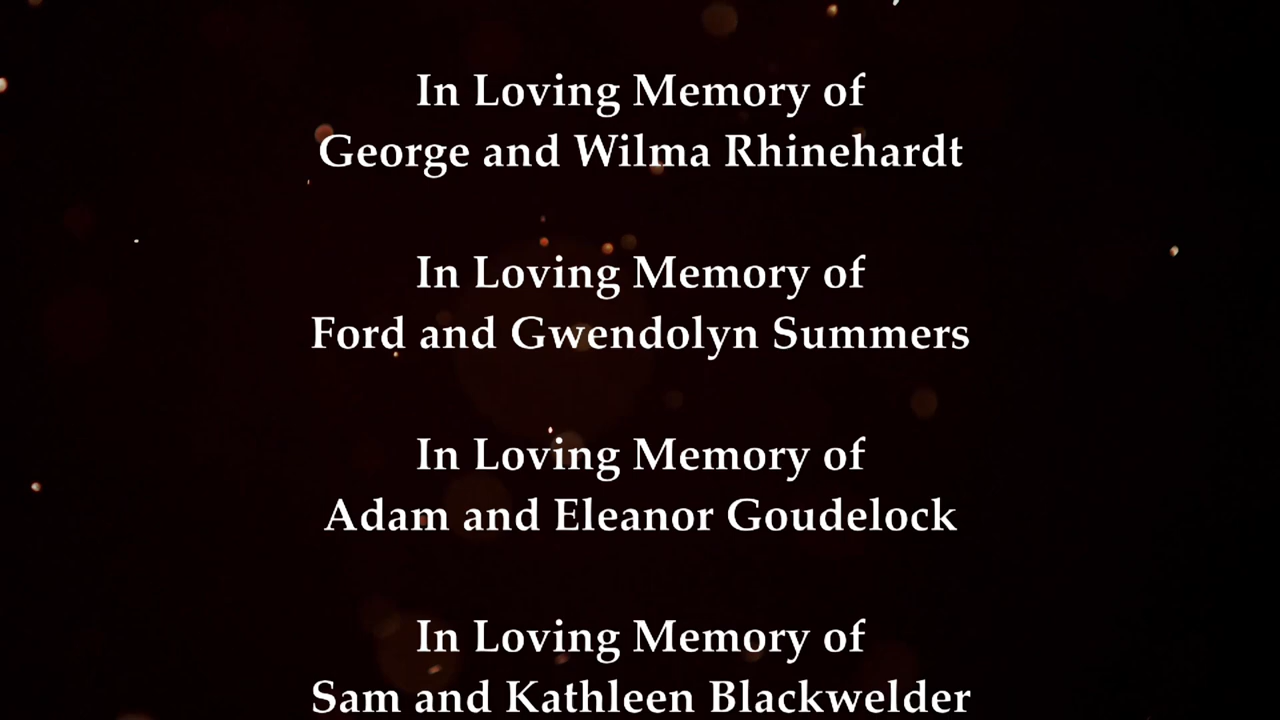 In Loving Memory of
George and Wilma Rhinehardt
In Loving Memory of
Ford and Gwendolyn Summers
In Loving Memory of
Adam and Eleanor Goudelock
In Loving Memory of
Sam and Kathleen Blackwelder